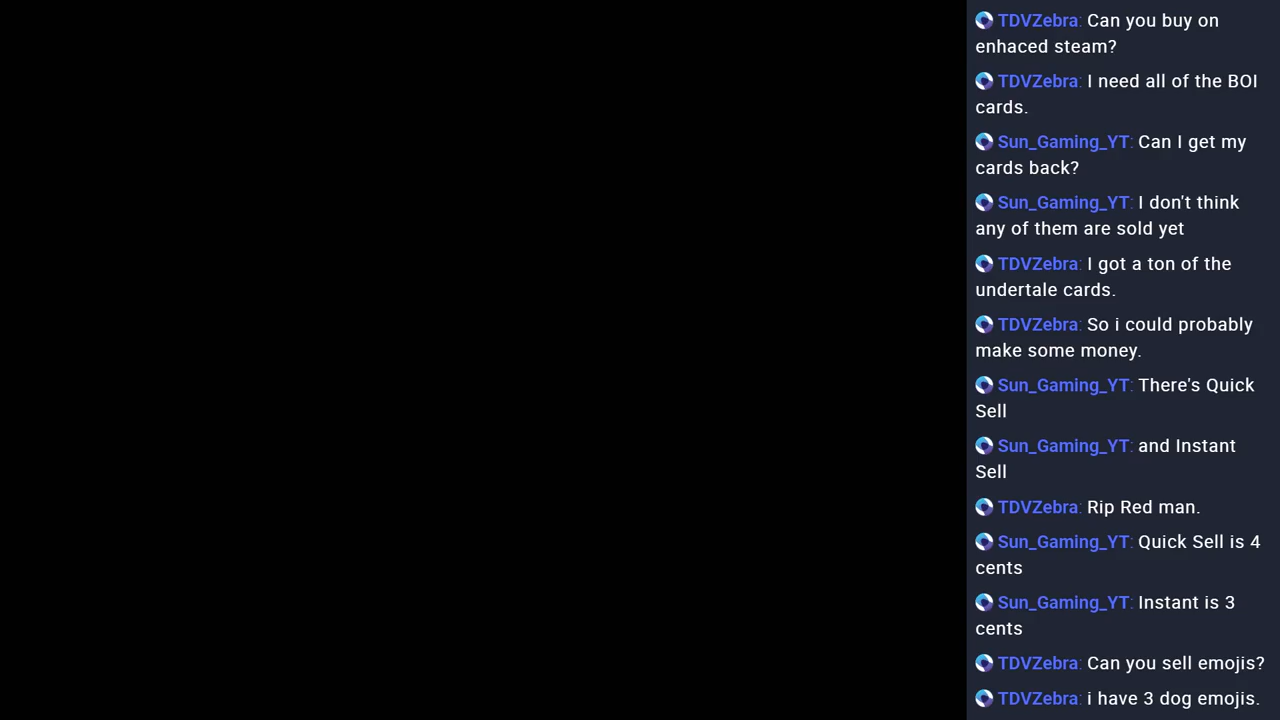 TDVZebra: Can you buy on
enhaced steam?
TDVZebra: I need all of the BOI
cards.
Sun_Gaming_YT: Can I get my
cards back?
Sun_Gaming_YT: I don't think
any of them are sold yet
TDVZebra: I got a ton of the
undertale cards.
TDVZebra: So i could probably
make some money.
Sun_Gaming_YT: There's Quick
Sell
Sun_Gaming_YT: and Instant
Sell
TDVZebra: Rip Red man.
Sun_Gaming_YT: Quick Sell is 4
cents
Sun_Gaming_YT: Instant is 3
cents
TDVZebra: Can you sell emojis?
TDVZebra: i have 3 dog emojis.